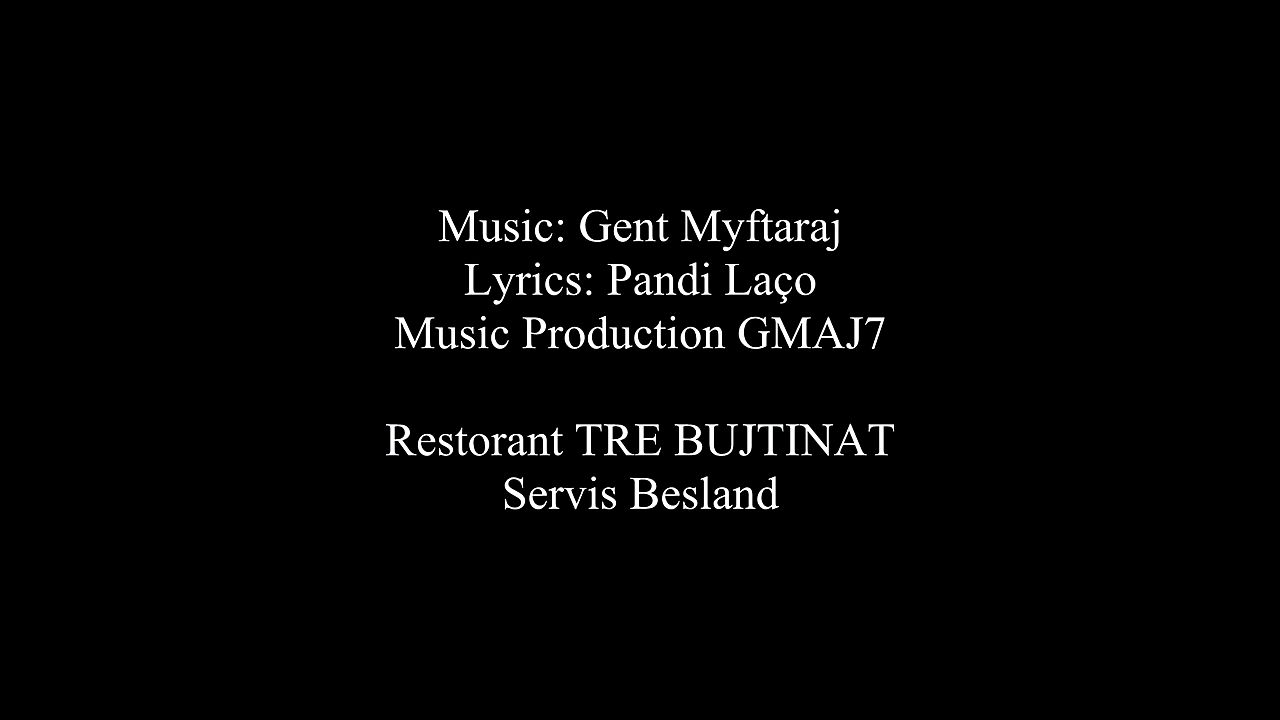 Music: Gent Myftaraj
Lyrics: Pandi Laço
Music Production GMAJ7
Restorant TRE BUJTINAT
Servis Besland